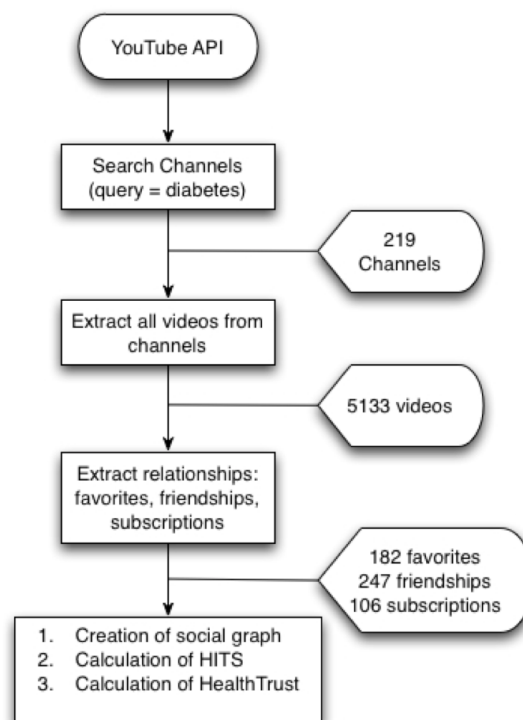 YouTube API
Search Channels
(query = diabetes)
219
Channels
Extract all videos from
channels
5133 videos
Extract relationships:
favorites, friendships,
subscriptions
182 favorites
247 friendships
106 subscriptions
1. Creation of social graph
2. Calculation of HITS
3. Calculation of HealthTrust